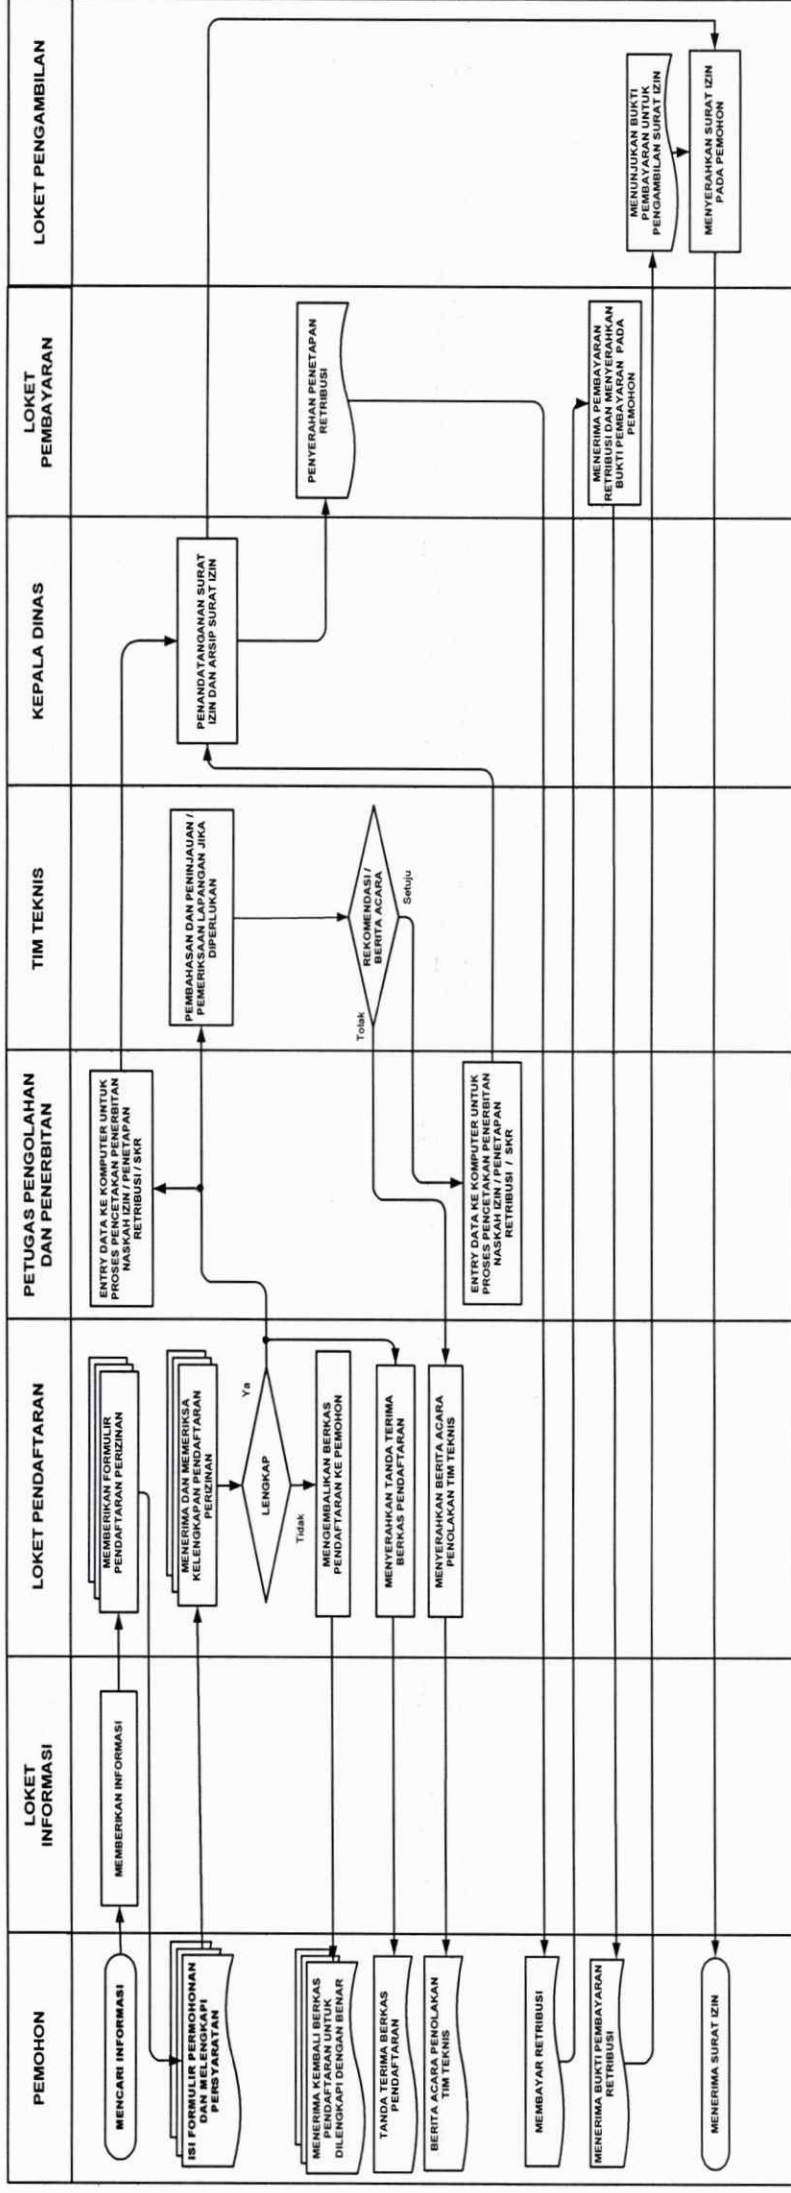 PEMOHON
LOKET
INFORMASI
LOKET PENDAFTARAN
PETUGAS PENGOLAHAN
DAN PENERBITAN
TIM TEKNIS
KEPALA DINAS
LOKET
PEMBAYARAN
LOKET PENGAMBILAN
MENCARI INFORMASI
MEMBERIKAN INFORMASI
MEMBERIKAN FORMULIR
PENDAFTARAN PERIZINAN
ENTRY DATA KE KOMPUTER UNTUK
PROSES PENCETAKAN PENERBITAN
NASKAH IZIN / PENETAPAN
RETRIBUSI / SKR
ISI FORMULIR PERMOHONAN
DAN MELENGKAPI
PERSYARATAN
MENERIMA DAN MEMERIKSA
KELENGKAPAN PENDAFTARAN
PERIZINAN
PEMBAHASAN DAN PENINJAUAN /
PEMERIKSAAN LAPANGAN JIKA
DIPERLUKAN
PENANDATANGANAN SURAT
IZIN DAN ARSIP SURAT IZIN
LENGKAP
Ya
Tidak
MENERIMA KEMBALI BERKAS
PENDAFTARAN UNTUK
DILENGKAPI DENGAN BENAR
MENGEMBALIKAN BERKAS
PENDAFTARAN KE PEMOHON
PENYERAHAN PENETAPAN
RETRIBUSI
TANDA TERIMA BERKAS
PENDAFTARAN
MENYERAHKAN TANDA TERIMA
BERKAS PENDAFTARAN
Tolak
REKOMENDASI /
BERITA ACARA
Setuju
BERITA ACARA PENOLAKAN
TIM TEKNIS
MENYERAHKAN BERITA ACARA
PENOLAKAN TIM TEKNIS
ENTRY DATA KE KOMPUTER UNTUK
PROSES PENCETAKAN PENERBITAN
NASKAH IZIN / PENETAPAN
RETRIBUSI / SKR
MEMBAYAR RETRIBUSI
MENERIMA PEMBAYARAN
RETRIBUSI DAN MENYERAHKAN
BUKTI PEMBAYARAN PADA
PEMOHON
MENERIMA BUKTI PEMBAYARAN
RETRIBUSI
MENUNJUKAN BUKTI
PEMBAYARAN UNTUK
PENGAMBILAN SURAT IZIN
MENYERAHKAN SURAT IZIN
PADA PEMOHON
MENERIMA SURAT IZIN